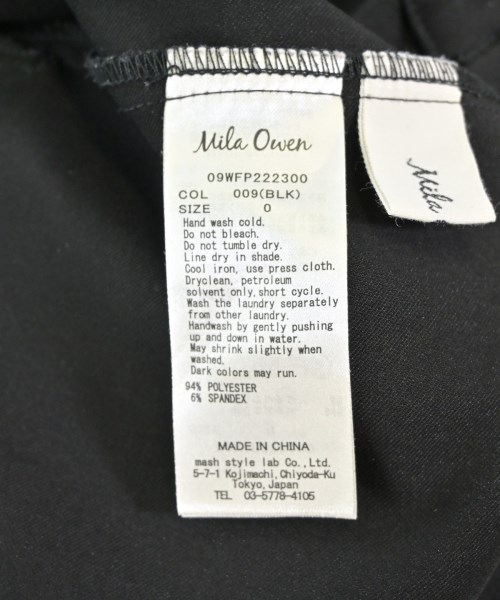 Mila Owen
09WFP222300
COL 009(BLK)
SIZE 0
Hand wash cold.
Do not bleach.
Do not tumble dry.
Line dry in shade.
Cool iron, use press cloth.
Dryclean, petroleum
solvent only, short cycle.
Wash the laundry separately
from other laundry.
Handwash by gently pushing
up and down in water.
May shrink slightly when
washed.
Dark colors may run.
94% POLYESTER
6% SPANDEX
MADE IN CHINA
mash style lab Co., Ltd.
5-7-1 Kojimachi, Chiyoda-Ku
Tokyo, Japan
TEL 03-5778-4105
Mila